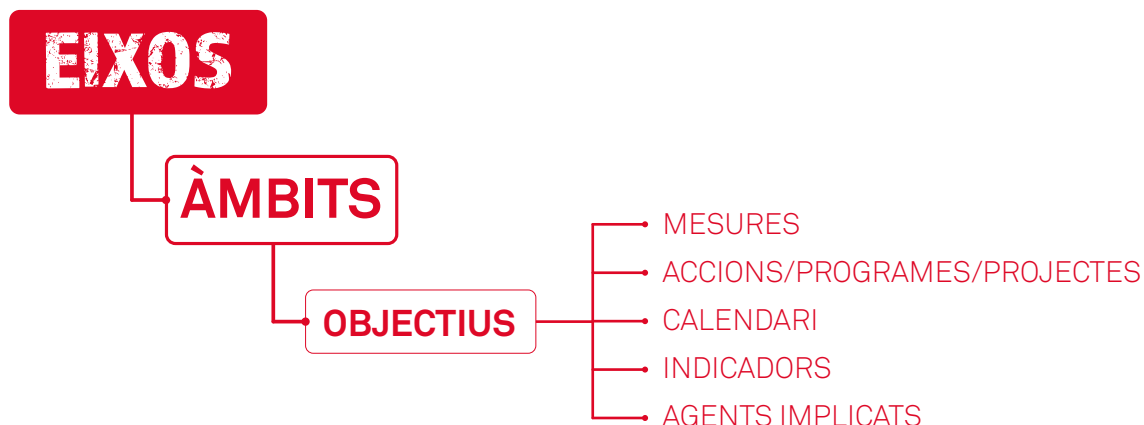 EIXOS
ÀMBITS
OBJECTIUS
MESURES
ACCIONS/PROGRAMES/PROJECTES
CALENDARI
INDICADORS
AGENTS IMPLICATS